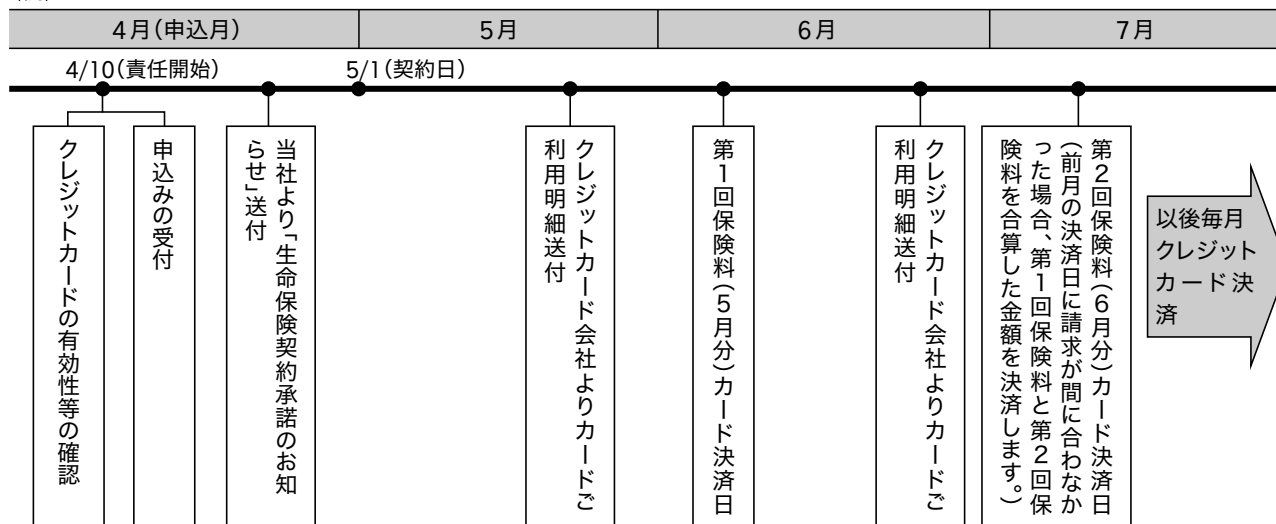 4月（申込月）
5月
6月
7月
4/10（責任開始）
5/1（契約日）
クレジットカードの有効性等の確認
申込みの受付
当社より「生命保険契約承諾のお知
らせ」送付
クレジットカード会社よりカードご
利用明細送付
第1回保険料（5月分）カード決済日
クレジットカード会社よりカードご
利用明細送付
第2回保険料（6月分）カード決済日
（前月の決済日に請求が間に合わなか
った場合、第1回保険料と第2回保
険料を合算した金額を決済します。）
以後毎月
クレジット
カード決
済